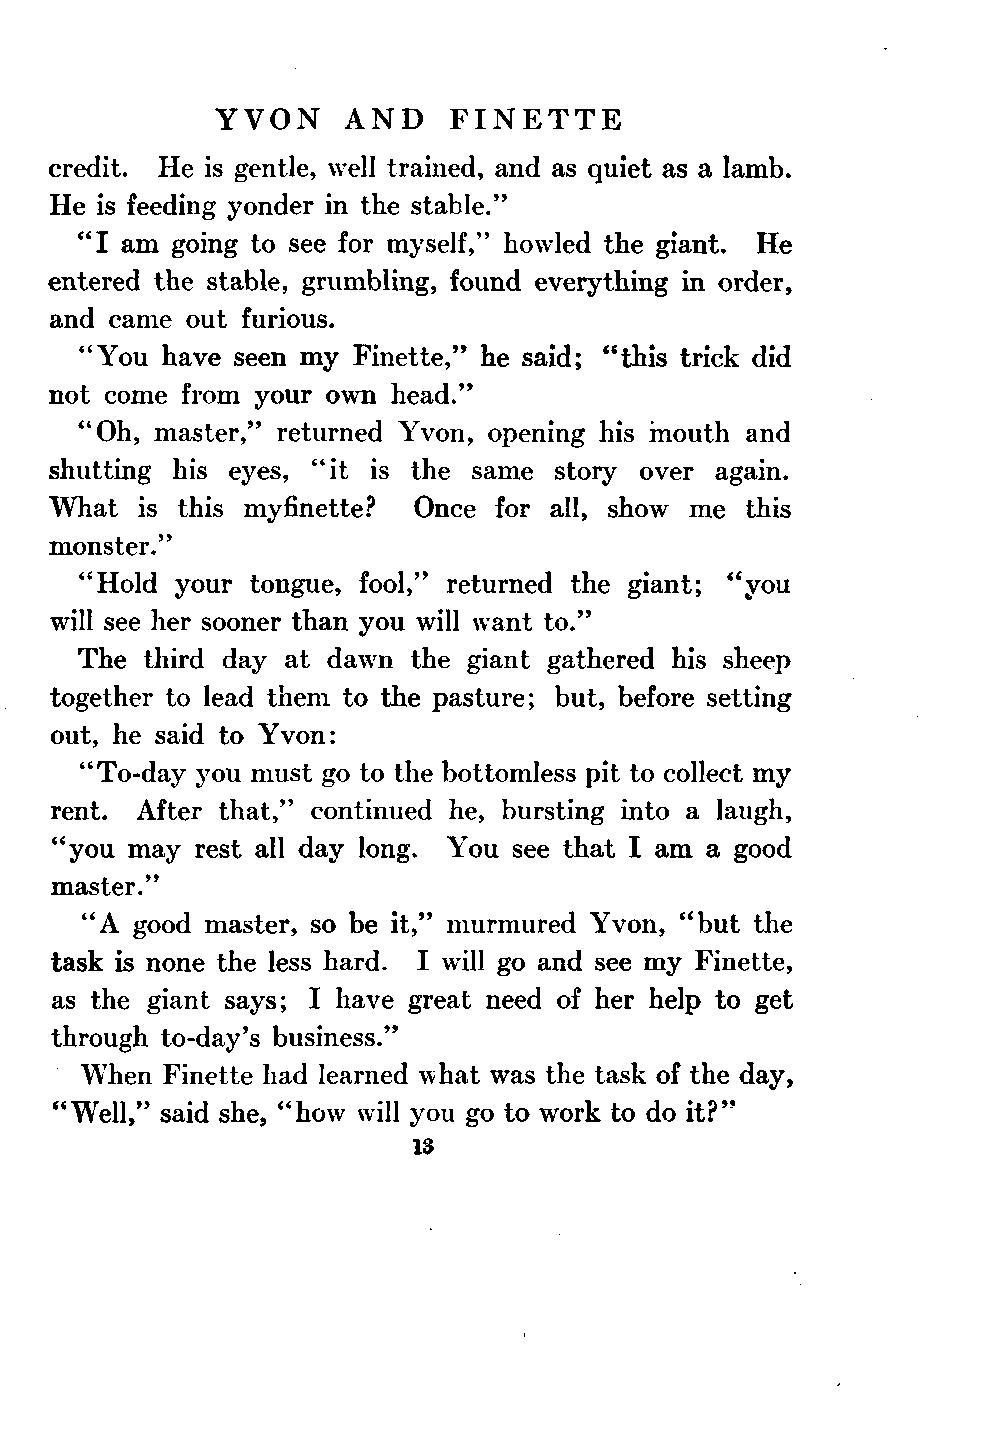 YVON AND FINETTE
credit. He is gentle, well trained, and as quiet as a lamb.
He is feeding yonder in the stable."
"I am going to see for myself," howled the giant. He
entered the stable, grumbling, found everything in order,
and came out furious.
"You have seen my Finette," he said; "this trick did
not come from your own head."
"Oh, master," returned Yvon, opening his mouth and
shutting his eyes, "it is the same story over again.
What is this myfinette? Once for all, show me this
monster."
"Hold your tongue, fool," returned the giant; "you
will see her sooner than you will want to."
The third day at dawn the giant gathered his sheep
together to lead them to the pasture; but, before setting
out, he said to Yvon:
"To-day you must go to the bottomless pit to collect my
rent. After that," continued he, bursting into a laugh,
"you may rest all day long. You see that I am a good
master."
"A good master, so be it," murmured Yvon, "but the
task is none the less hard. I will go and see my Finette,
as the giant says; I have great need of her help to get
through to-day's business."
When Finette had learned what was the task of the day,
"Well," said she, "how will you go to work to do it?"
13